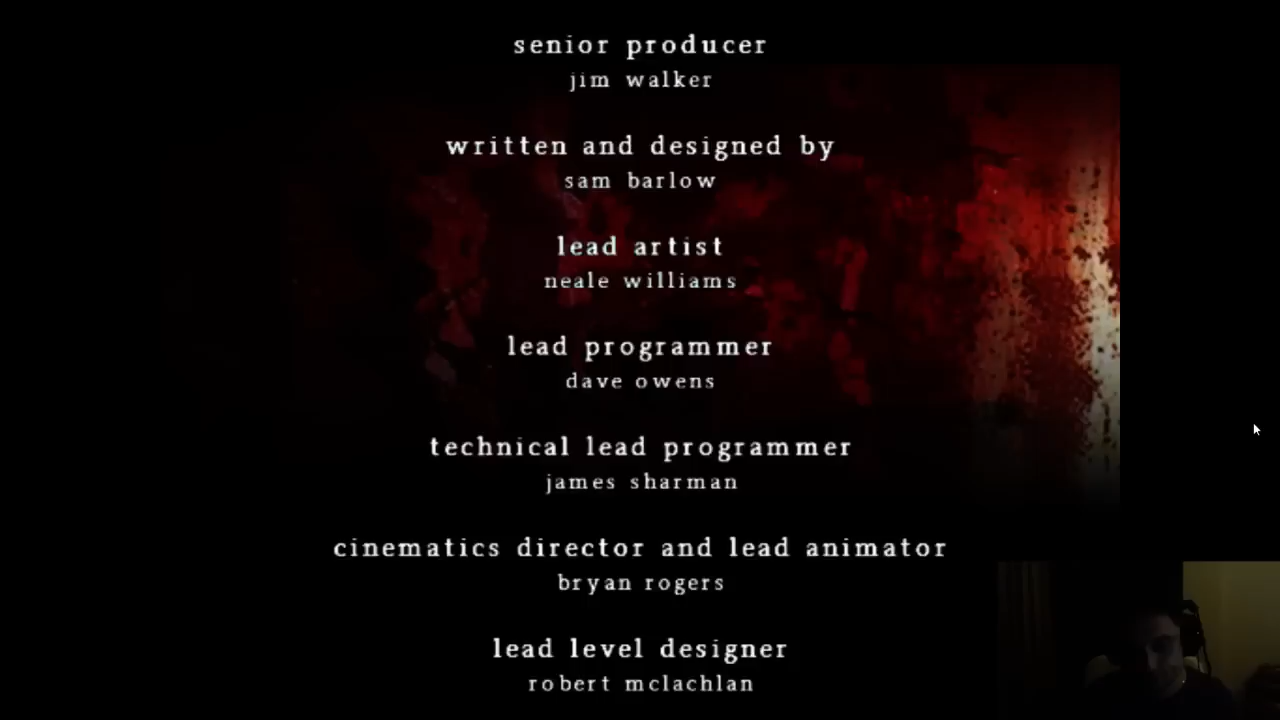 senior producer
jim walker
written and designed by
sam barlow
lead artist
neale williams
lead programmer
dave owens
technical lead programmer
james sharman
cinematics director and lead animator
bryan rogers
lead level designer
robert mclachlan